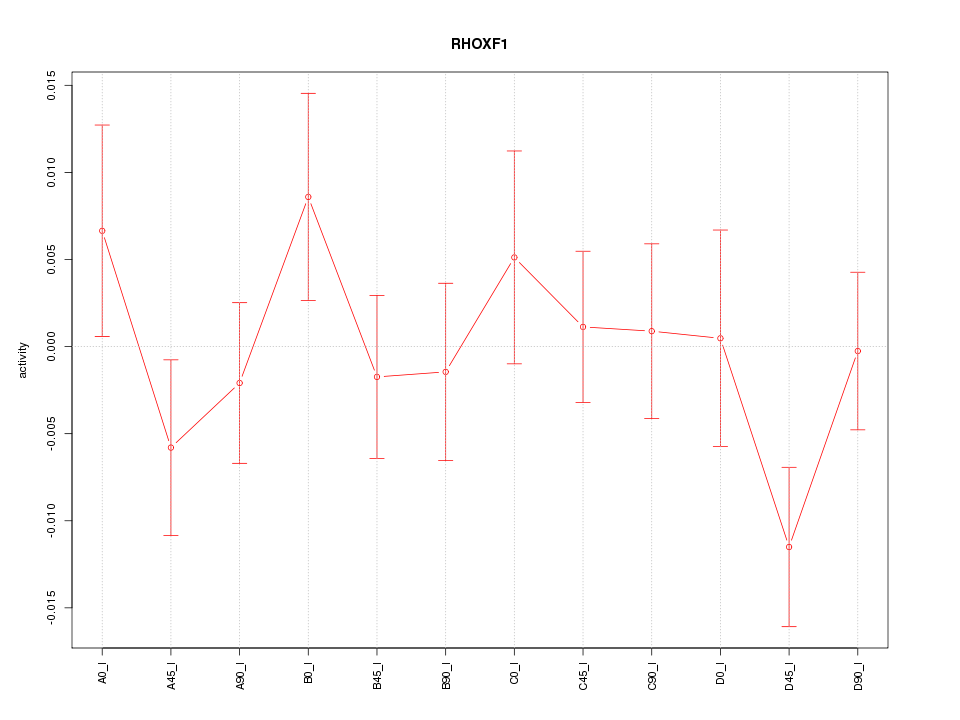 RHOXF1
activity
0.015
0.010
0.005
0.000
-0.005
-0.010
-0.015
A0_I
A45_I
A90_I
B0_I
B45_I
B90_I
C0_I
C45_I
C90_I
D0_I
D45_I
D90_I